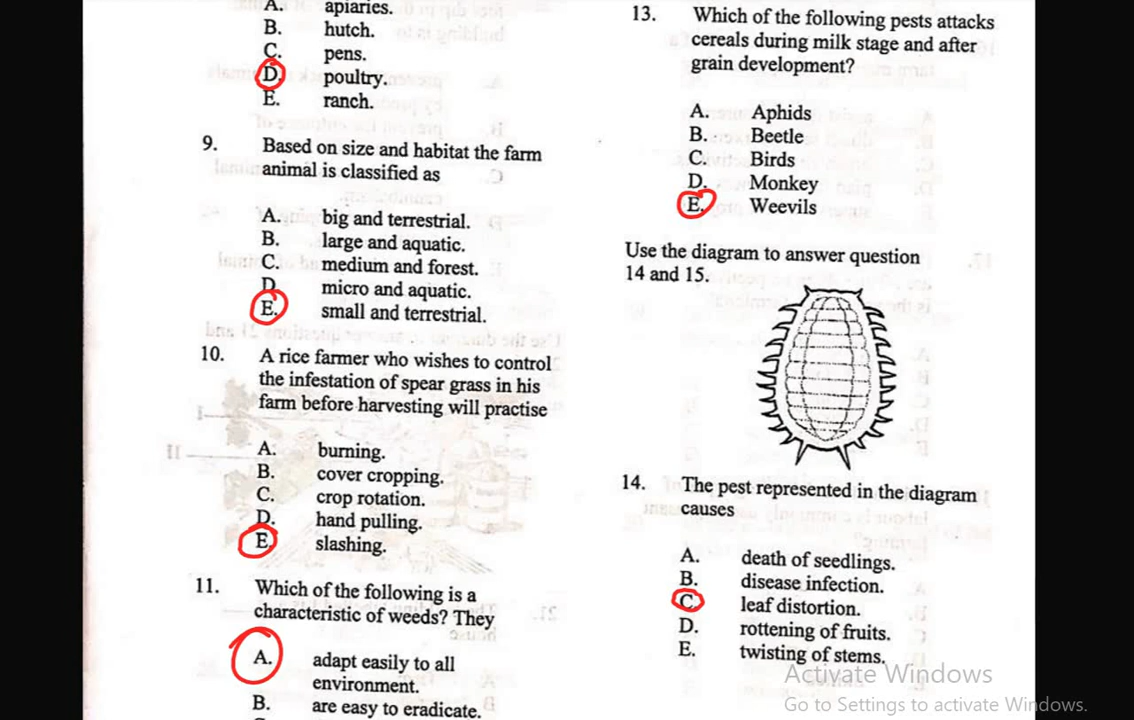 A. apiaries.
B. hutch.
C. pens.
D. poultry.
E. ranch.
9. Based on size and habitat the farm
animal is classified as
A. big and terrestrial.
B. large and aquatic.
C. medium and forest.
D. micro and aquatic.
E. small and terrestrial.
10. A rice farmer who wishes to control
the infestation of spear grass in his
farm before harvesting will practise
A. burning.
B. cover cropping.
C. crop rotation.
D. hand pulling.
E. slashing.
11. Which of the following is a
characteristic of weeds? They
A. adapt easily to all
environment.
B. are easy to eradicate.
13. Which of the following pests attacks
cereals during milk stage and after
grain development?
A. Aphids
B. Beetle
C. Birds
D. Monkey
E. Weevils
Use the diagram to answer question
14 and 15.
14. The pest represented in the diagram
causes
A. death of seedlings.
B. disease infection.
C. leaf distortion.
D. rottening of fruits.
E. twisting of stems.
Activate Windows
Go to Settings to activate Windows.